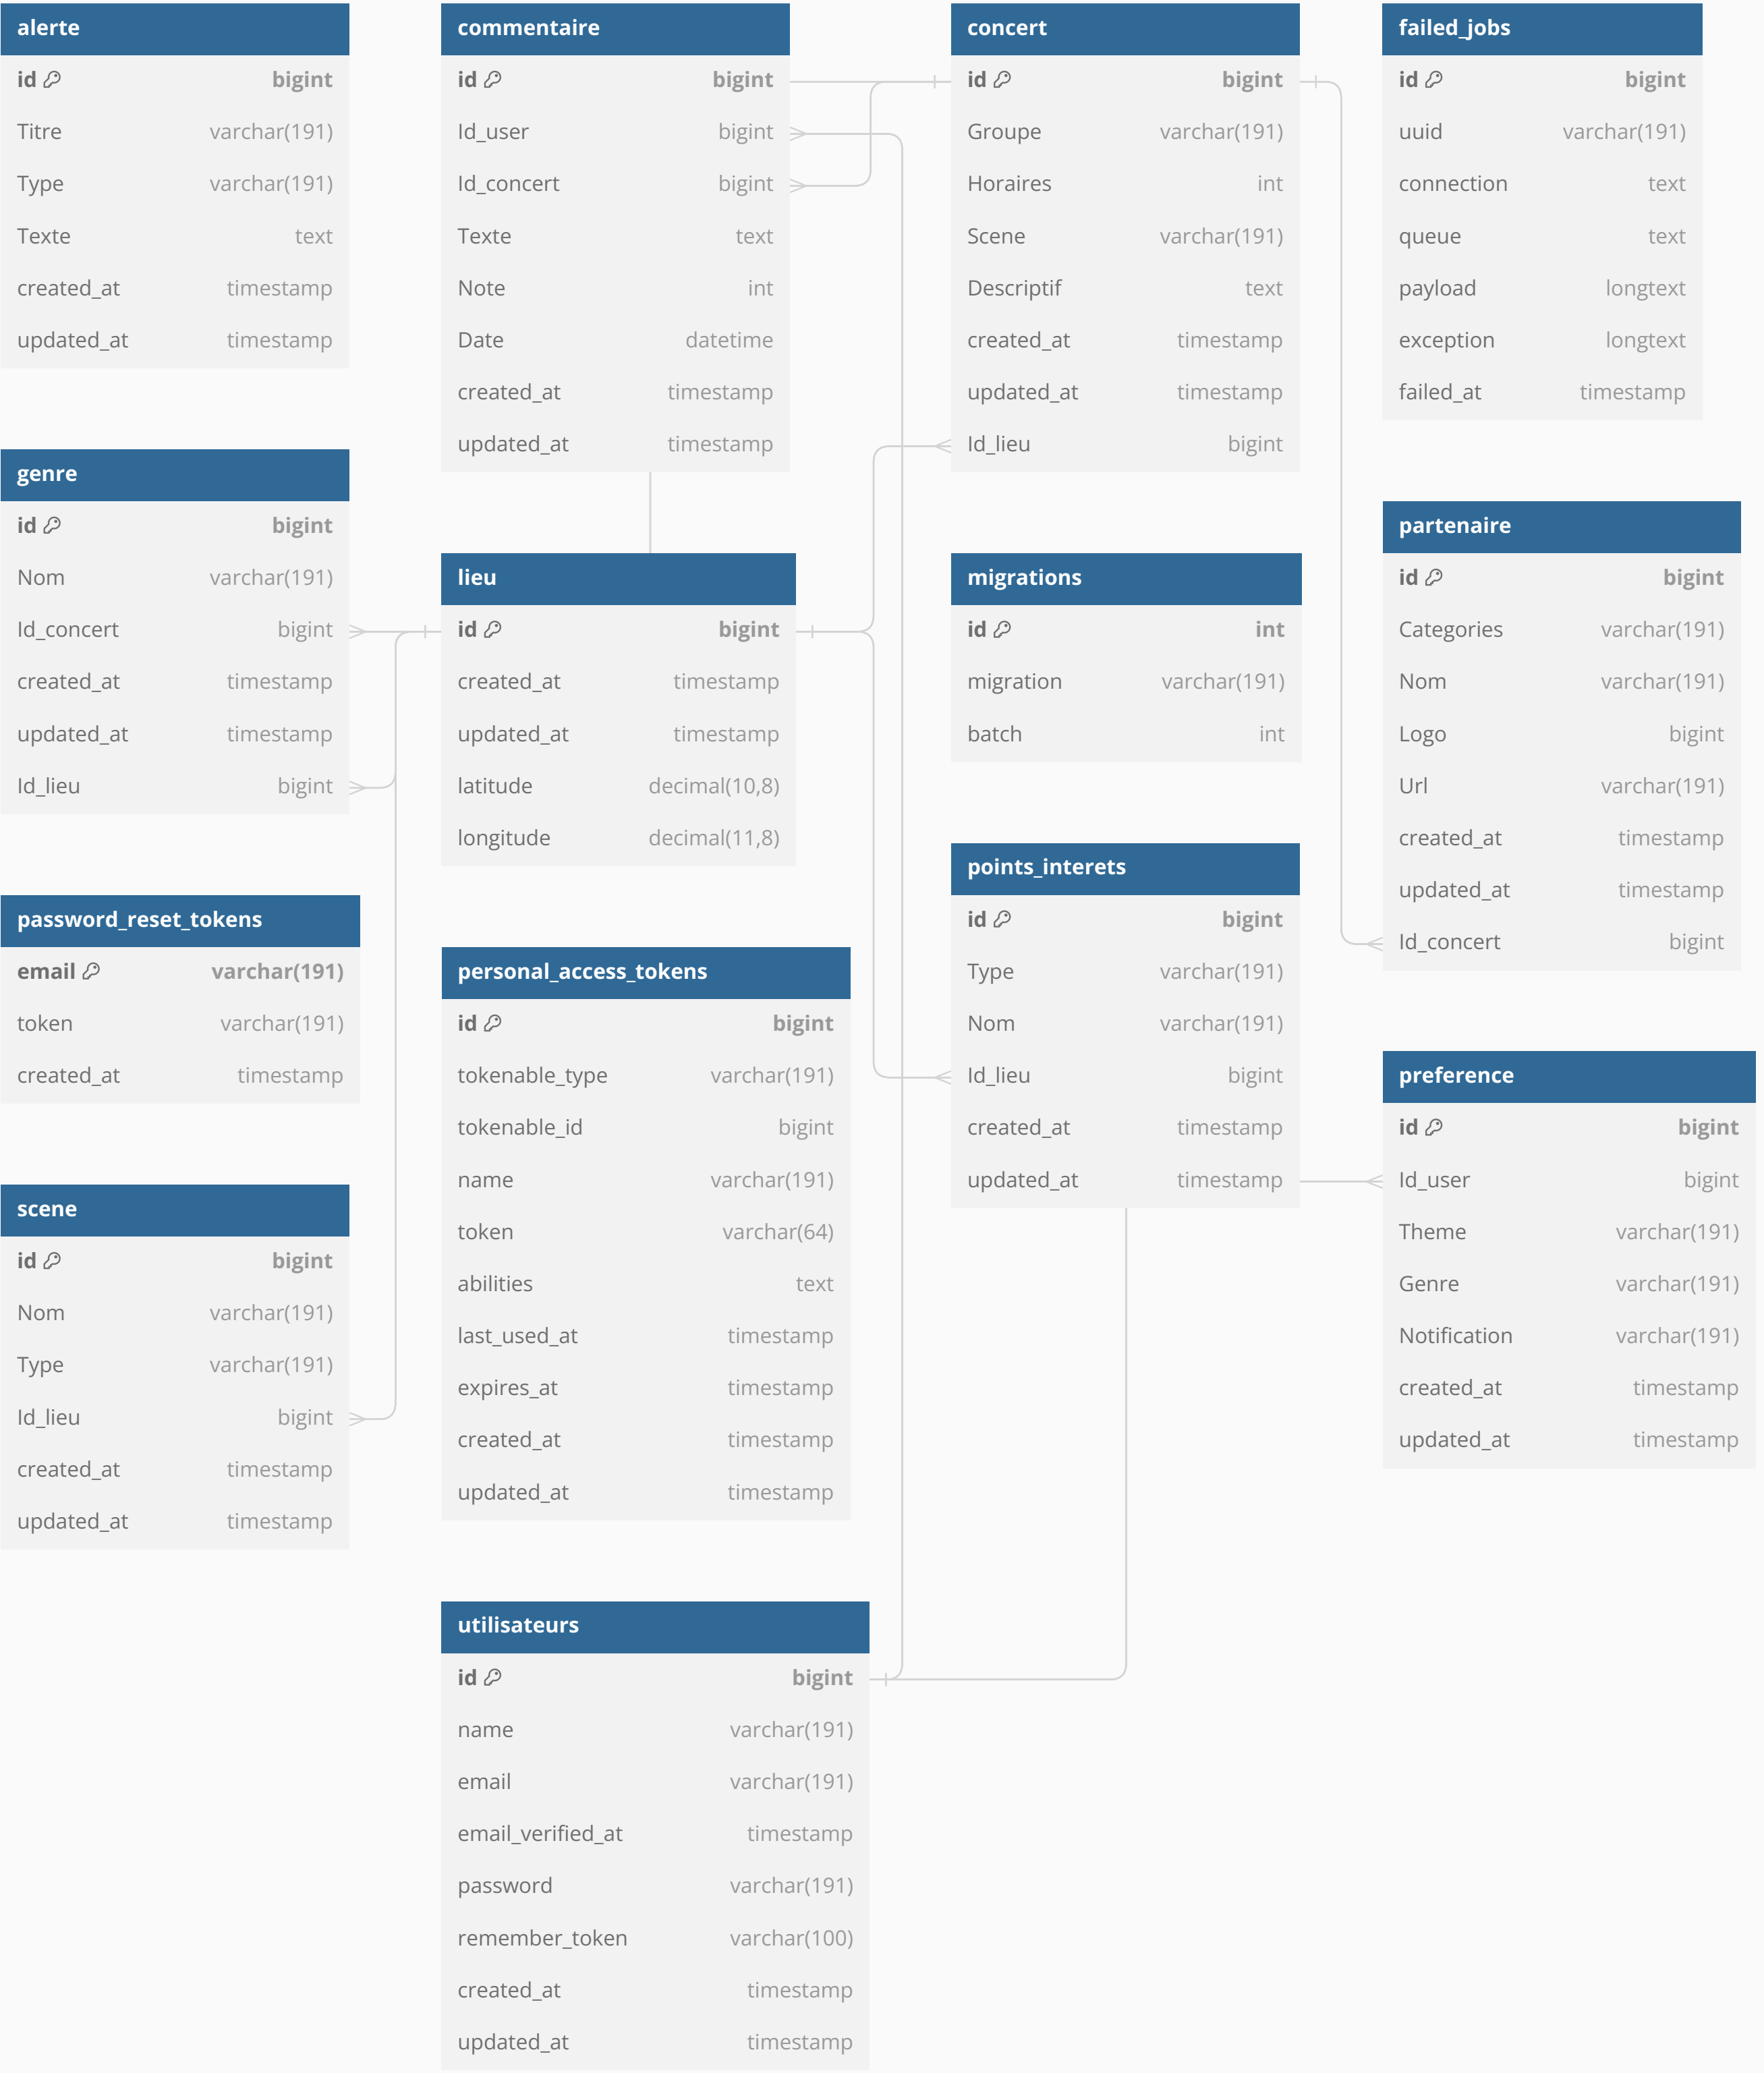 alerte
id bigint
Titre varchar(191)
Type varchar(191)
Texte text
created_at timestamp
updated_at timestamp
commentaire
id bigint
Id_user bigint
Id_concert bigint
Texte text
Note int
Date datetime
created_at timestamp
updated_at timestamp
concert
id bigint
Groupe varchar(191)
Horaires int
Scene varchar(191)
Descriptif text
created_at timestamp
updated_at timestamp
Id_lieu bigint
failed_jobs
id bigint
uuid varchar(191)
connection text
queue text
payload longtext
exception longtext
failed_at timestamp
genre
id bigint
Nom varchar(191)
Id_concert bigint
created_at timestamp
updated_at timestamp
Id_lieu bigint
lieu
id bigint
created_at timestamp
updated_at timestamp
latitude decimal(10,8)
longitude decimal(11,8)
migrations
id int
migration varchar(191)
batch int
partenaire
id bigint
Categories varchar(191)
Nom varchar(191)
Logo bigint
Url varchar(191)
created_at timestamp
updated_at timestamp
Id_concert bigint
password_reset_tokens
email varchar(191)
token varchar(191)
created_at timestamp
personal_access_tokens
id bigint
tokenable_type varchar(191)
tokenable_id bigint
name varchar(191)
token varchar(64)
abilities text
last_used_at timestamp
expires_at timestamp
created_at timestamp
updated_at timestamp
points_interets
id bigint
Type varchar(191)
Nom varchar(191)
Id_lieu bigint
created_at timestamp
updated_at timestamp
preference
id bigint
Id_user bigint
Theme varchar(191)
Genre varchar(191)
Notification varchar(191)
created_at timestamp
updated_at timestamp
scene
id bigint
Nom varchar(191)
Type varchar(191)
Id_lieu bigint
created_at timestamp
updated_at timestamp
utilisateurs
id bigint
name varchar(191)
email varchar(191)
email_verified_at timestamp
password varchar(191)
remember_token varchar(100)
created_at timestamp
updated_at timestamp